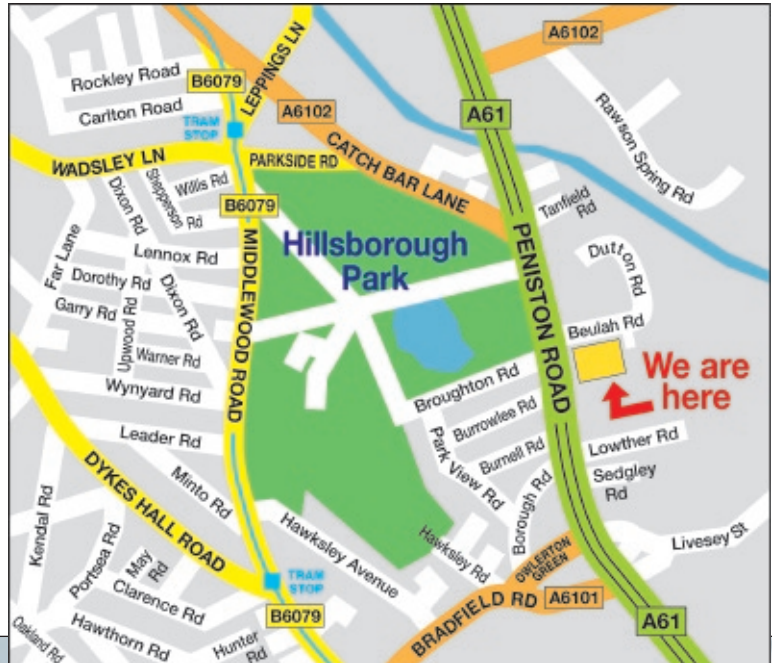 A6102
Rockley Road
B6079
LEPPINGS LN
Carlton Road
A6102
A61
Rawson Spring Rd
TRAM
STOP
WADSLEY LN
PARKSIDE RD
CATCH BAR LANE
Dixon Rd
Shepperson
Rd
Willis Rd
B6079
Tanfield
Rd
Far Lane
Lennox Rd
MIDDLEWOOD ROAD
Hillsborough
Park
PENISTON ROAD
Dutton Rd
Dorothy Rd
Dixon Rd
Garry Rd
Upwood Rd
Warner Rd
Beulah Rd
Wynyard Rd
Broughton Rd
We are
here
Leader Rd
Burrowlee Rd
Park View Rd
Burnell Rd
Lowther Rd
Sedgley
Rd
DYKES HALL ROAD
Minto Rd
Kendal Rd
Hawksley Avenue
Hawksley Rd
Borough Rd
Livesey St
Portsea Rd
May
Rd
OWLERTON
GREEN
TRAM
STOP
Clarence Rd
B6079
BRADFIELD RD
A6101
A61
Oakland Rd
Hawthorn Rd
Hunter
Rd